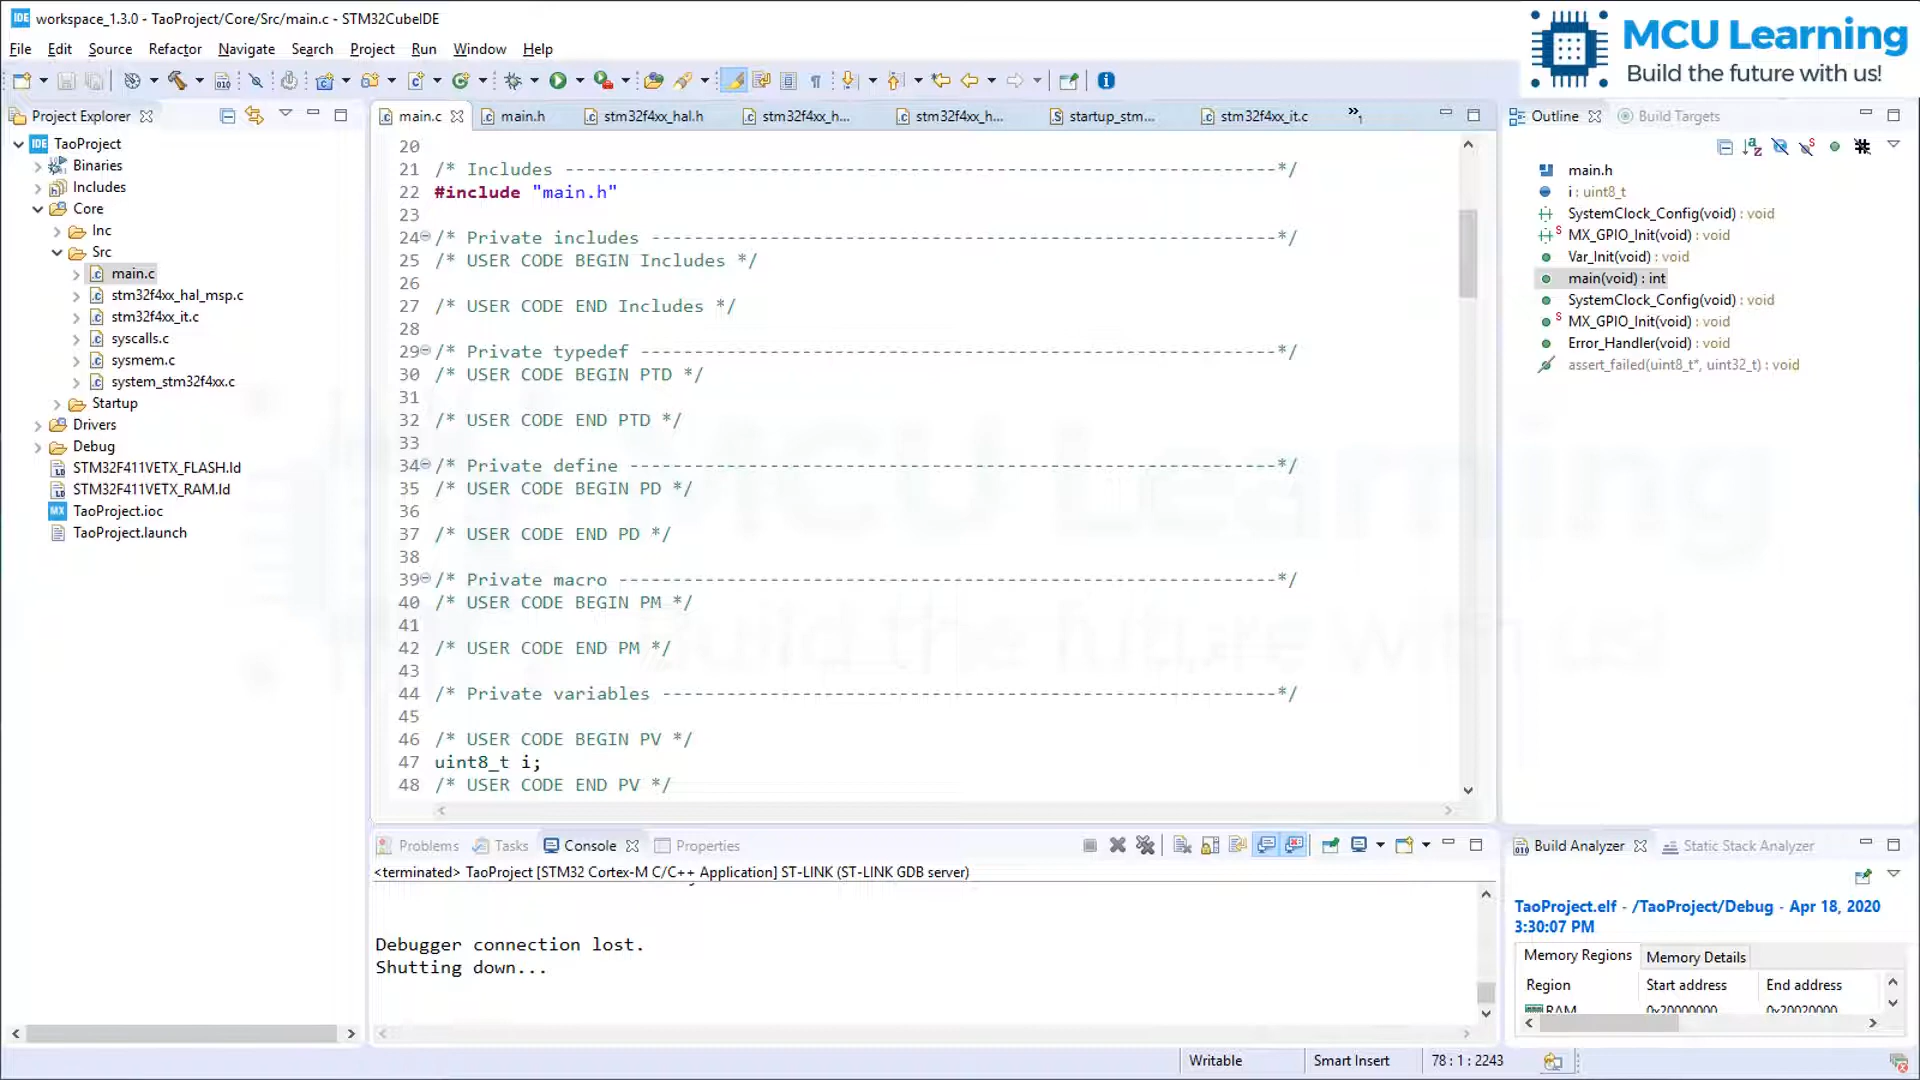 workspace_1.3.0 - TaoProject/Core/Src/main.c - STM32CubeIDE
File Edit Source Refactor Navigate Search Project Run Window Help
MCU Learning
Build the future with us!
Project Explorer
TaoProject
Binaries
Includes
Core
Inc
Src
main.c
stm32f4xx_hal_msp.c
stm32f4xx_it.c
syscalls.c
sysmem.c
system_stm32f4xx.c
Startup
Drivers
Debug
STM32F411VETX_FLASH.ld
STM32F411VETX_RAM.ld
TaoProject.ioc
TaoProject.launch
main.c main.h stm32f4xx_hal.h stm32f4xx_h... stm32f4xx_h... startup_stm... stm32f4xx_it.c
20
21 /* Includes ------------------------------------------------------------------*/
22 #include "main.h"
23
24 /* Private includes ----------------------------------------------------------*/
25 /* USER CODE BEGIN Includes */
26
27 /* USER CODE END Includes */
28
29 /* Private typedef -----------------------------------------------------------*/
30 /* USER CODE BEGIN PTD */
31
32 /* USER CODE END PTD */
33
34 /* Private define ------------------------------------------------------------*/
35 /* USER CODE BEGIN PD */
36
37 /* USER CODE END PD */
38
39 /* Private macro -------------------------------------------------------------*/
40 /* USER CODE BEGIN PM */
41
42 /* USER CODE END PM */
43
44 /* Private variables ---------------------------------------------------------*/
45
46 /* USER CODE BEGIN PV */
47 uint8_t i;
48 /* USER CODE END PV */
MCU Learning
Build the future with us!
Outline Build Targets
main.h
i : uint8_t
SystemClock_Config(void) : void
MX_GPIO_Init(void) : void
Var_Init(void) : void
main(void) : int
SystemClock_Config(void) : void
MX_GPIO_Init(void) : void
Error_Handler(void) : void
assert_failed(uint8_t*, uint32_t) : void
Problems Tasks Console Properties
<terminated> TaoProject [STM32 Cortex-M C/C++ Application] ST-LINK (ST-LINK GDB server)
Debugger connection lost.
Shutting down...
Build Analyzer Static Stack Analyzer
TaoProject.elf - /TaoProject/Debug - Apr 18, 2020
3:30:07 PM
Memory Regions Memory Details
Region Start address End address
RAM 0x20000000 0x20020000
Writable Smart Insert 78 : 1 : 2243